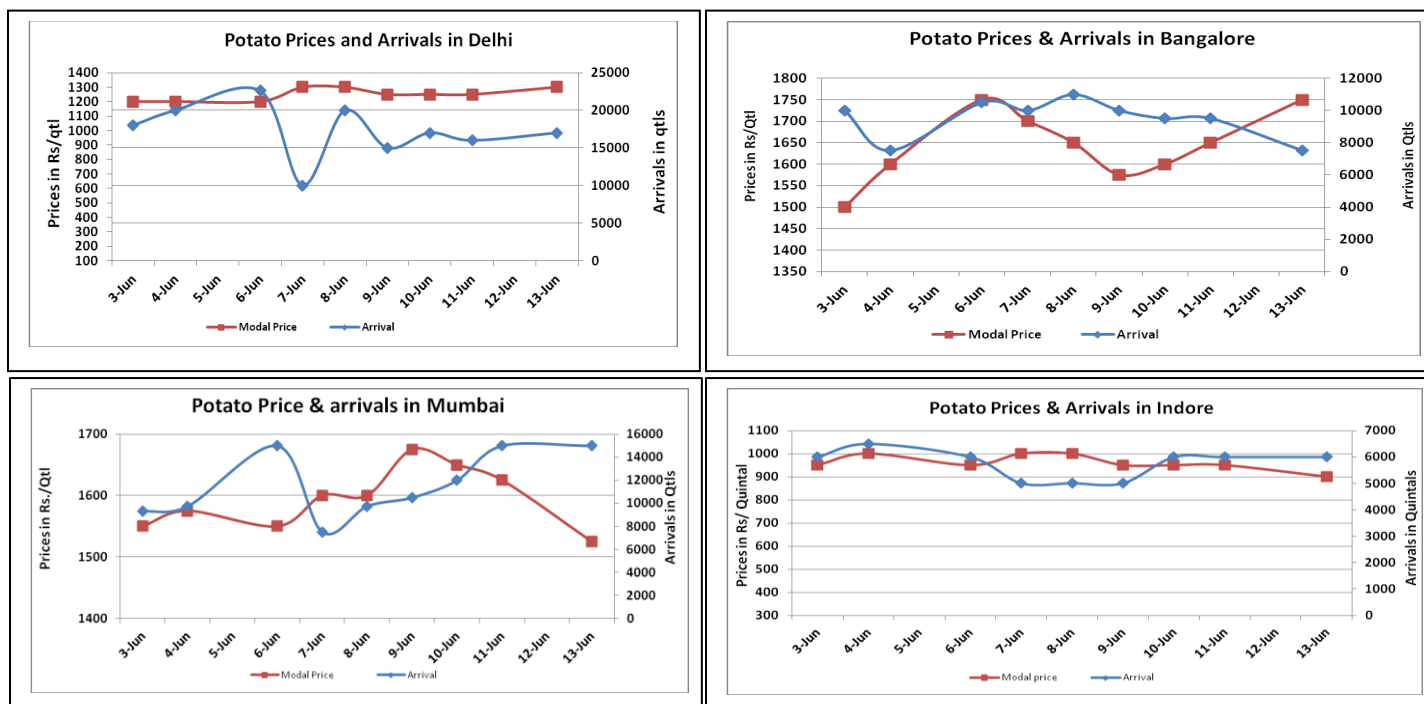 Potato Prices and Arrivals in Delhi
Prices in Rs/qtl
1400
1300
1200
1100
1000
900
800
700
600
500
400
300
200
100
25000
20000
15000
10000
5000
0
Arrivals in qtls
3-Jun
4-Jun
5-Jun
6-Jun
7-Jun
8-Jun
9-Jun
10-Jun
11-Jun
12-Jun
13-Jun
Modal Price
Arrival
Potato Prices & Arrivals in Bangalore
Prices in Rs/Qtl
1800
1750
1700
1650
1600
1550
1500
1450
1400
1350
12000
10000
8000
6000
4000
2000
0
Arrivals in Qtls
3-Jun
4-Jun
5-Jun
6-Jun
7-Jun
8-Jun
9-Jun
10-Jun
11-Jun
12-Jun
13-Jun
Modal Price
Arrival
Potato Price & arrivals in Mumbai
Prices in Rs./Qtl
1700
1600
1500
1400
16000
14000
12000
10000
8000
6000
4000
2000
0
Arrivals in Qtls
3-Jun
4-Jun
5-Jun
6-Jun
7-Jun
8-Jun
9-Jun
10-Jun
11-Jun
12-Jun
13-Jun
Modal Price
Arrival
Potato Prices & Arrivals in Indore
Prices in Rs/ Quintal
1100
1000
900
800
700
600
500
400
300
7000
6000
5000
4000
3000
2000
1000
0
Arrivals in Quintals
3-Jun
4-Jun
5-Jun
6-Jun
7-Jun
8-Jun
9-Jun
10-Jun
11-Jun
12-Jun
13-Jun
Modal price
Arrival